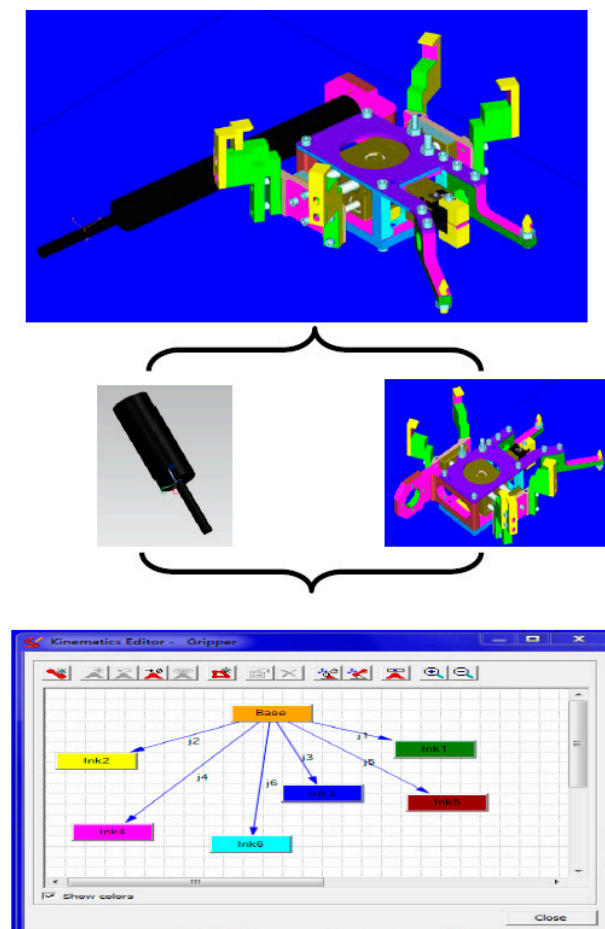 Kinematics Editor - Gripper
Base
j1
j2
lnk1
j3
lnk2
j5
j4
j6
lnk3
lnk5
lnk4
lnk6
Show colors
Close